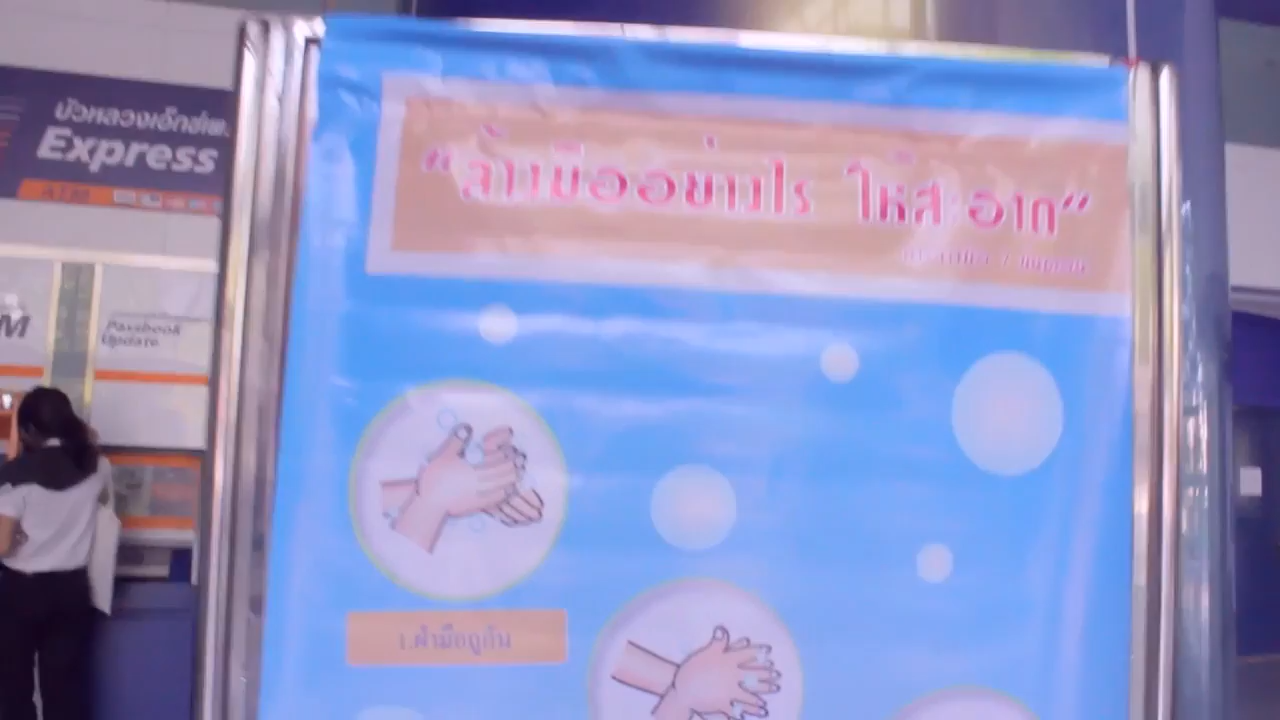 บัวหลวงเอ็กซ์เพ.
Express
ATM
M
Passbook
Update
"ล้างมืออย่างไร ให้สะอาด"
1.ฝ่ามือถูกัน